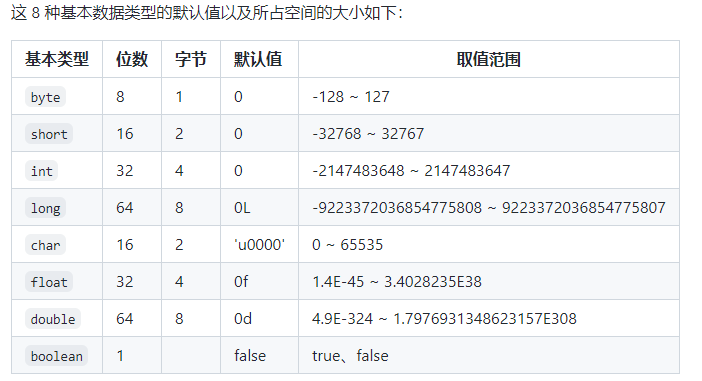 这 8 种基本数据类型的默认值以及所占空间的大小如下：
基本类型 位数 字节 默认值 取值范围
byte 8 1 0 -128 ~ 127
short 16 2 0 -32768 ~ 32767
int 32 4 0 -2147483648 ~ 2147483647
long 64 8 0L -9223372036854775808 ~ 9223372036854775807
char 16 2 'u0000' 0 ~ 65535
float 32 4 0f 1.4E-45 ~ 3.4028235E38
double 64 8 0d 4.9E-324 ~ 1.7976931348623157E308
boolean 1 false true、false